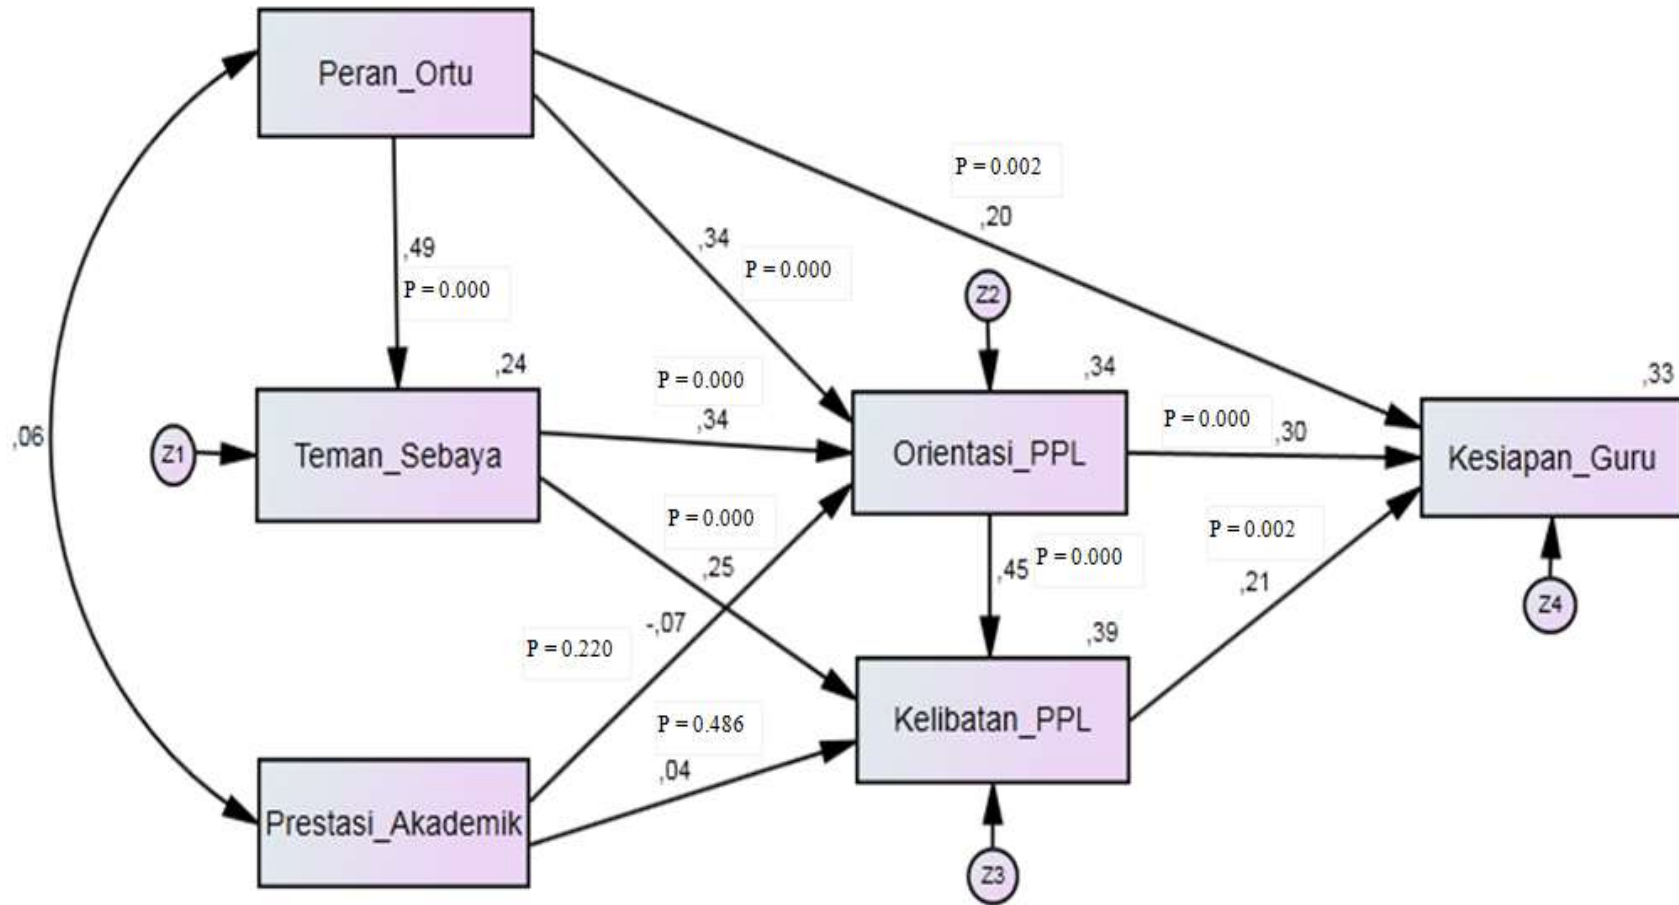 Peran_Ortu
P = 0.002
,20
,49
P = 0.000
,34
P = 0.000
Z2
,24
P = 0.000
,34
,34
,33
P = 0.000
,30
,06
Z1
Teman_Sebaya
Orientasi_PPL
Kesiapan_Guru
P = 0.000
,25
,45
P = 0.000
P = 0.002
,21
Z4
-,07
P = 0.220
,39
P = 0.486
,04
Kelibatan_PPL
Prestasi_Akademik
Z3